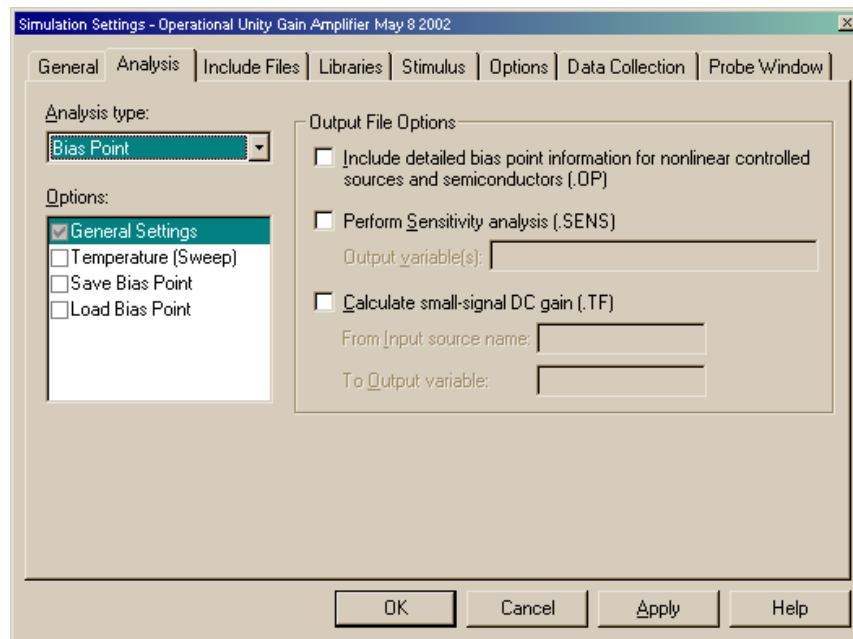 Simulation Settings - Operational Unity Gain Amplifier May 8 2002
General Analysis Include Files Libraries Stimulus Options Data Collection Probe Window
Analysis type:
Bias Point
Options:
General Settings
Temperature (Sweep)
Save Bias Point
Load Bias Point
Output File Options
Include detailed bias point information for nonlinear controlled
sources and semiconductors (.OP)
Perform Sensitivity analysis (.SENS)
Output variable(s):
Calculate small-signal DC gain (.TF)
From Input source name:
To Output variable:
OK Cancel Apply Help